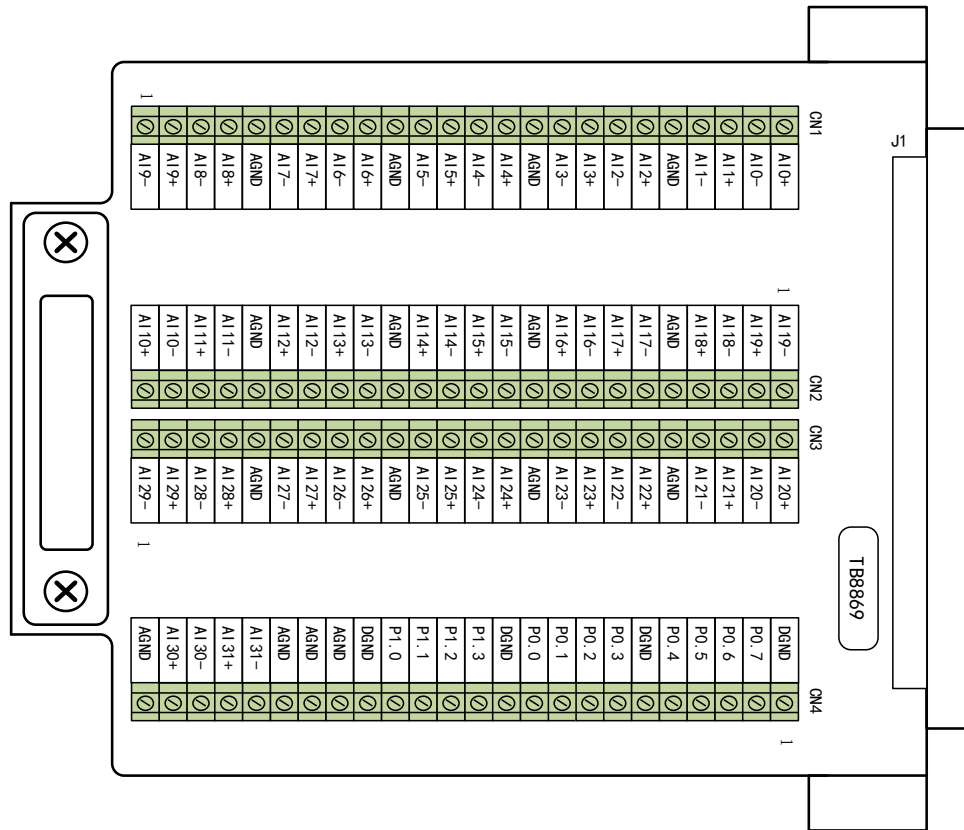 1
CN1
J1
AI9-
AI9+
AI8-
AI8+
AGND
AI7-
AI7+
AI6-
AI6+
AGND
AI5-
AI5+
AI4-
AI4+
AGND
AI3-
AI3+
AI2-
AI2+
AGND
AI1-
AI1+
AI0-
AI0+
1
AI10+
AI10-
AI11+
AI11-
AGND
AI12+
AI12-
AI13+
AI13-
AGND
AI14+
AI14-
AI15+
AI15-
AGND
AI16+
AI16-
AI17+
AI17-
AGND
AI18+
AI18-
AI19+
AI19-
CN2
CN3
AI29-
AI29+
AI28-
AI28+
AGND
AI27-
AI27+
AI26-
AI26+
AGND
AI25-
AI25+
AI24-
AI24+
AGND
AI23-
AI23+
AI22-
AI22+
AGND
AI21-
AI21+
AI20-
AI20+
1
TB8869
AGND
AI30+
AI30-
AI31+
AI31-
AGND
AGND
AGND
DGND
P1.0
P1.1
P1.2
P1.3
DGND
P0.0
P0.1
P0.2
P0.3
DGND
P0.4
P0.5
P0.6
P0.7
DGND
CN4
1